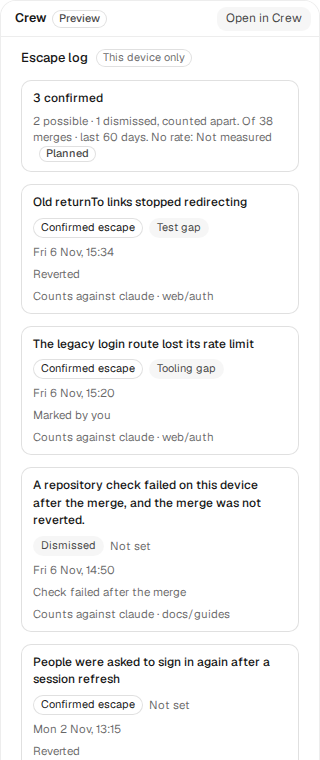 Crew Preview Open in Crew
Escape log This device only
3 confirmed
2 possible · 1 dismissed, counted apart. Of 38
merges · last 60 days. No rate: Not measured
Planned
Old returnTo links stopped redirecting
Confirmed escape Test gap
Fri 6 Nov, 15:34
Reverted
Counts against claude · web/auth
The legacy login route lost its rate limit
Confirmed escape Tooling gap
Fri 6 Nov, 15:20
Marked by you
Counts against claude · web/auth
A repository check failed on this device
after the merge, and the merge was not
reverted.
Dismissed Not set
Fri 6 Nov, 14:50
Check failed after the merge
Counts against claude · docs/guides
People were asked to sign in again after a
session refresh
Confirmed escape Not set
Mon 2 Nov, 13:15
Reverted